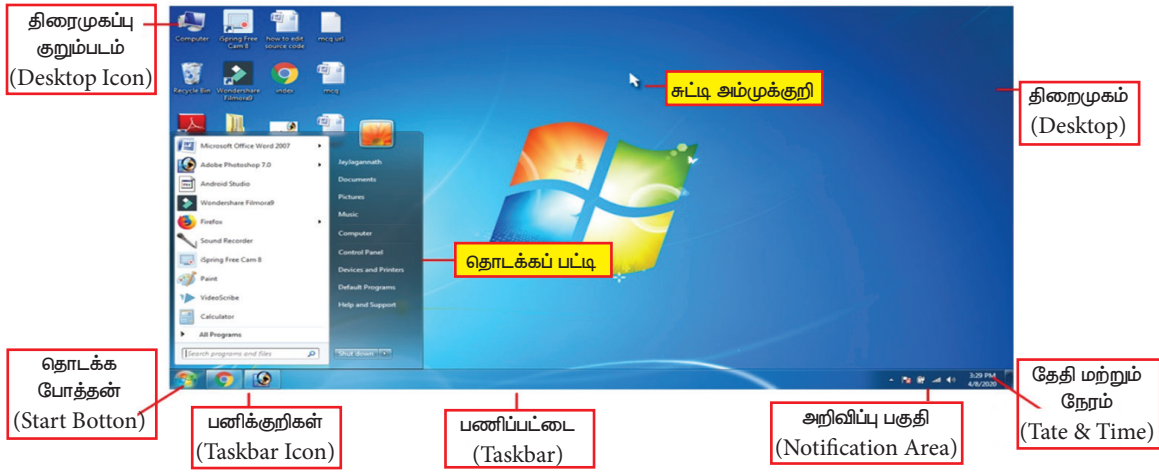 திரைமுகப்பு
குறும்படம்
(Desktop Icon)
Computer
iSpring Free
Cam 8
how to edit
source code
mcq url
Recycle Bin
Wondershare
Filmora9
index
mcq
சுட்டி அம்முக்குறி
திறைமுகம்
(Desktop)
Microsoft Office Word 2007
Adobe Photoshop 7.0
Android Studio
Wondershare Filmora9
Firefox
Sound Recorder
iSpring Free Cam 8
Paint
VideoScribe
Calculator
All Programs
Search programs and files
Jaylagannath
Documents
Pictures
Music
Computer
Control Panel
Devices and Printers
Default Programs
Help and Support
Shut down
தொடக்கப் பட்டி
3:29 PM
4/8/2020
தொடக்க
போத்தன்
(Start Botton)
பனிக்குறிகள்
(Taskbar Icon)
பணிப்பட்டை
(Taskbar)
அறிவிப்பு பகுதி
(Notification Area)
தேதி மற்றும்
நேரம்
(Tate & Time)